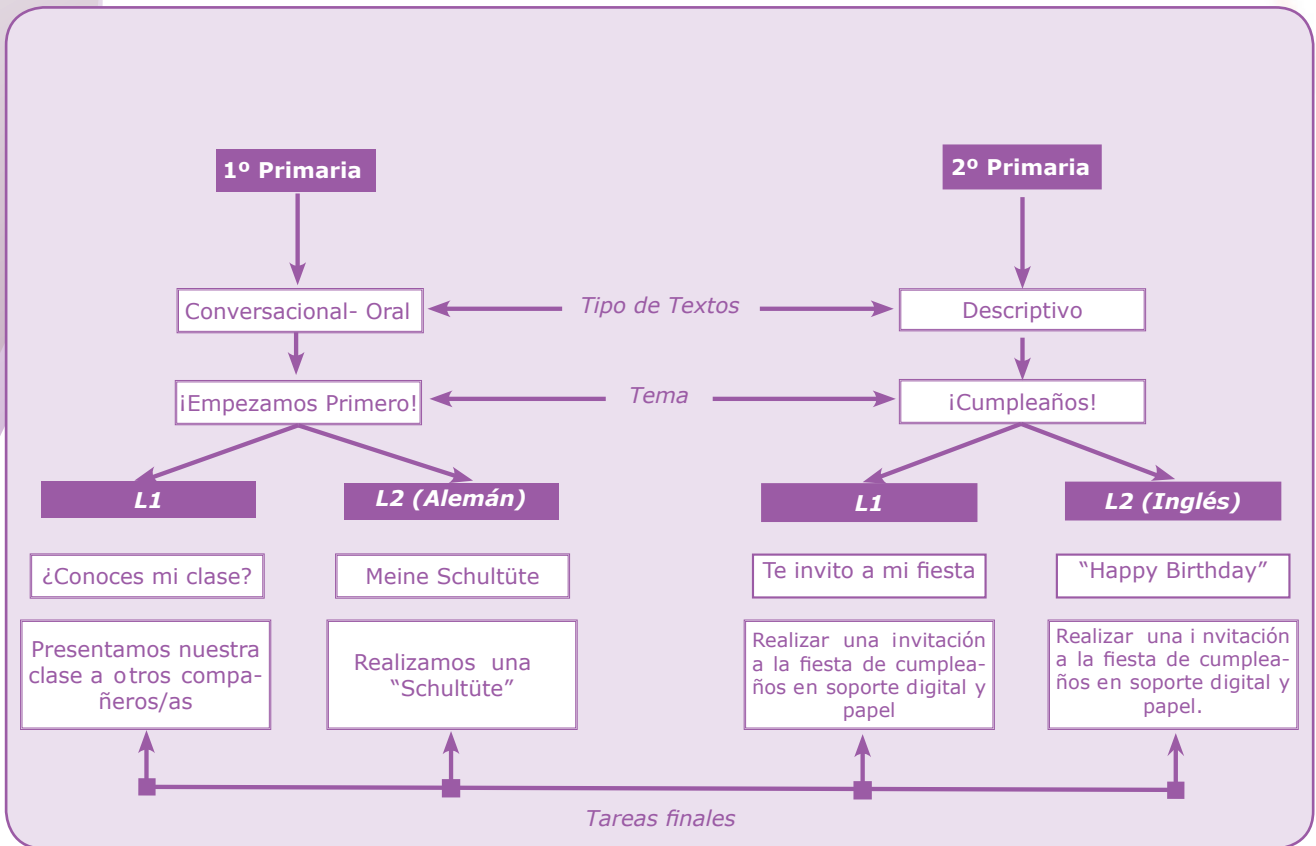 1º Primaria
2º Primaria
Conversacional- Oral
Tipo de Textos
Descriptivo
¡Empezamos Primero!
Tema
¡Cumpleaños!
L1
L2 (Alemán)
L1
L2 (Inglés)
¿Conoces mi clase?
Meine Schultüte
Te invito a mi fiesta
“Happy Birthday”
Presentamos nuestra
clase a otros compa-
ñeros/as
Realizamos una
“Schultüte”
Realizar una invitación
a la fiesta de cumplea-
ños en soporte digital y
papel
Realizar una i nvitación
a la fiesta de cumplea-
ños en soporte digital y
papel.
Tareas finales